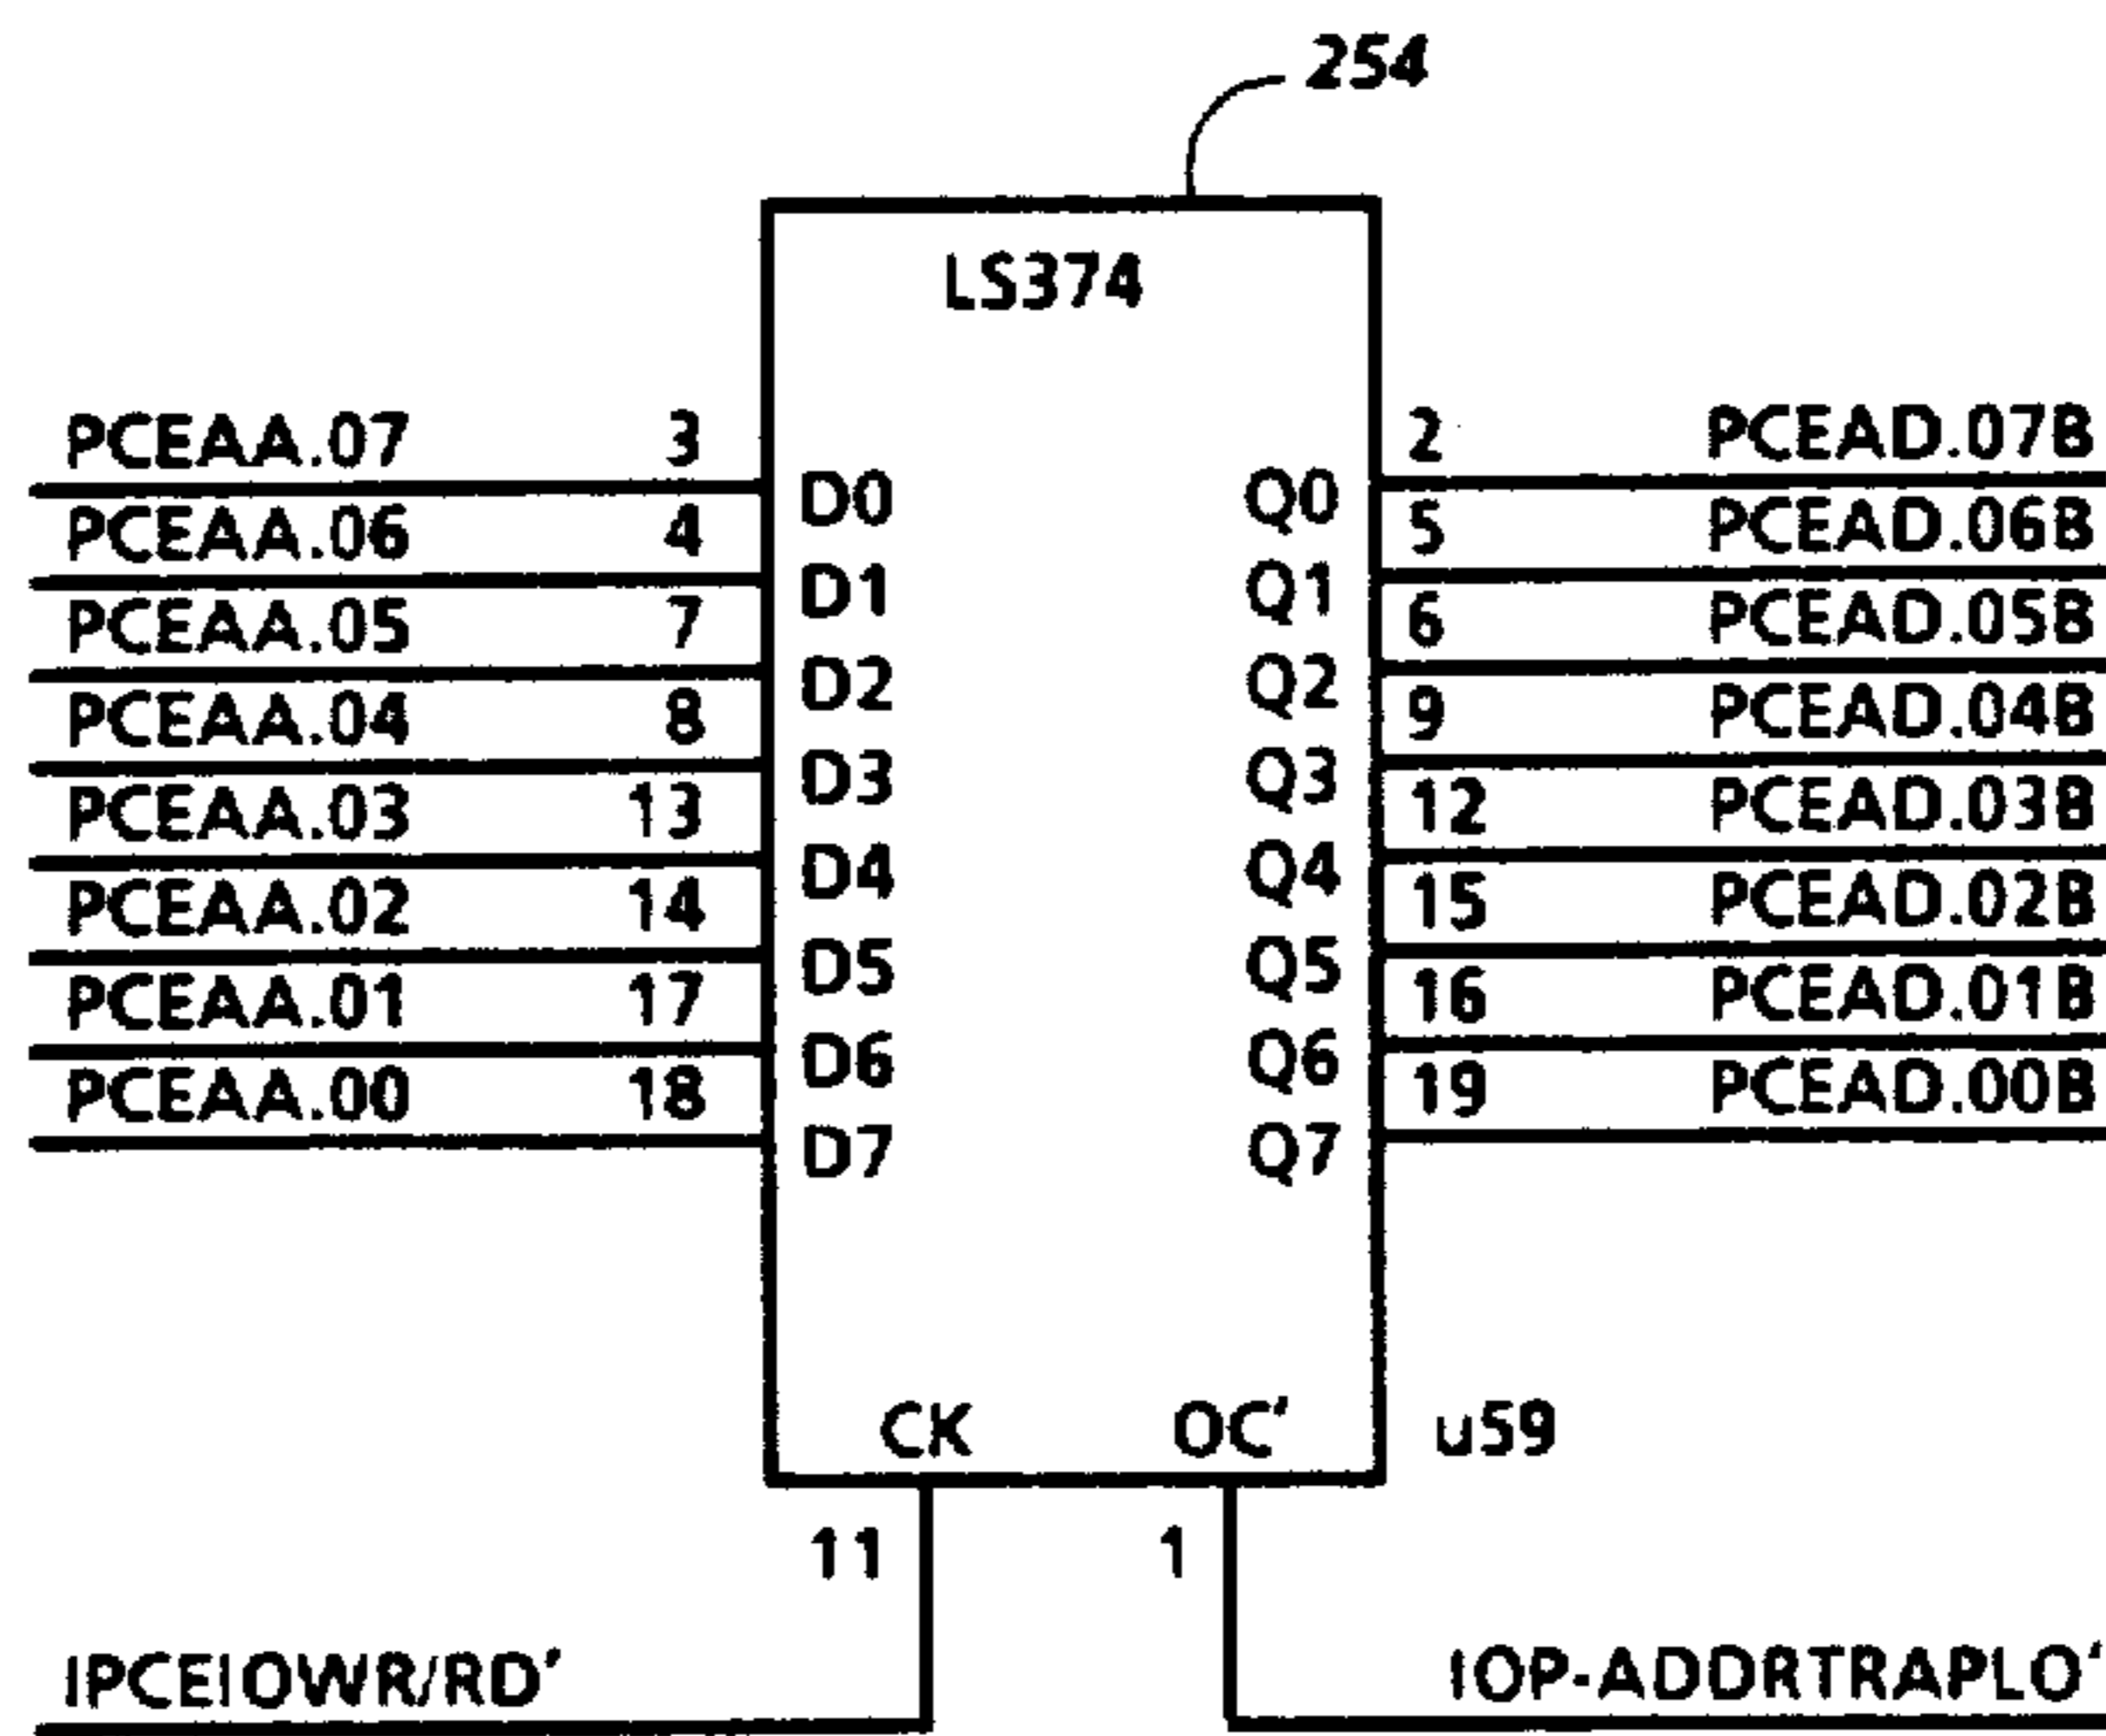 254
LS374
PCEAA.07 3 D0 Q0 2 PCEAD.07B
PCEAA.06 4 D1 Q1 5 PCEAD.06B
PCEAA.05 7 D2 Q2 6 PCEAD.05B
PCEAA.04 8 D3 Q3 9 PCEAD.04B
PCEAA.03 13 D4 Q4 12 PCEAD.03B
PCEAA.02 14 D5 Q5 15 PCEAD.02B
PCEAA.01 17 D6 Q6 16 PCEAD.01B
PCEAA.00 18 D7 Q7 19 PCEAD.00B
CK OC' u59
11 1
IPCEIOWR/RD' IOP-ADDRTRAPLO'